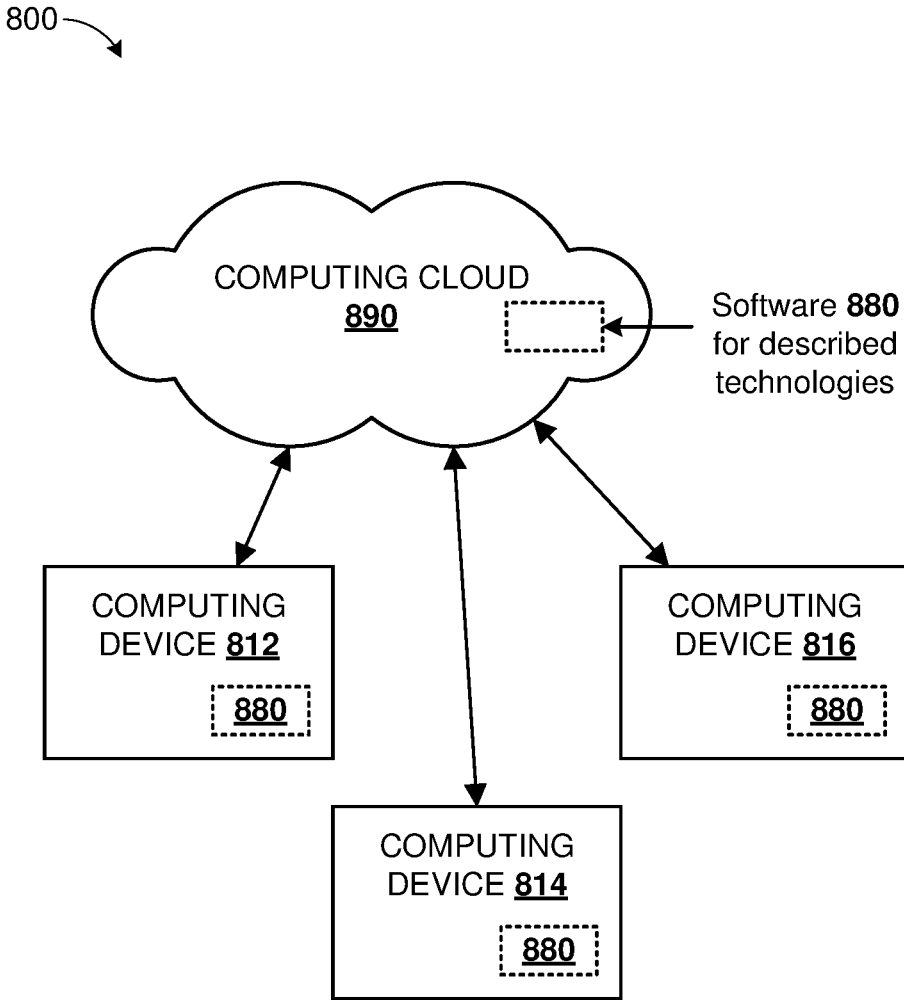 800
COMPUTING CLOUD
890
Software 880
for described
technologies
COMPUTING
DEVICE 812
880
COMPUTING
DEVICE 816
880
COMPUTING
DEVICE 814
880